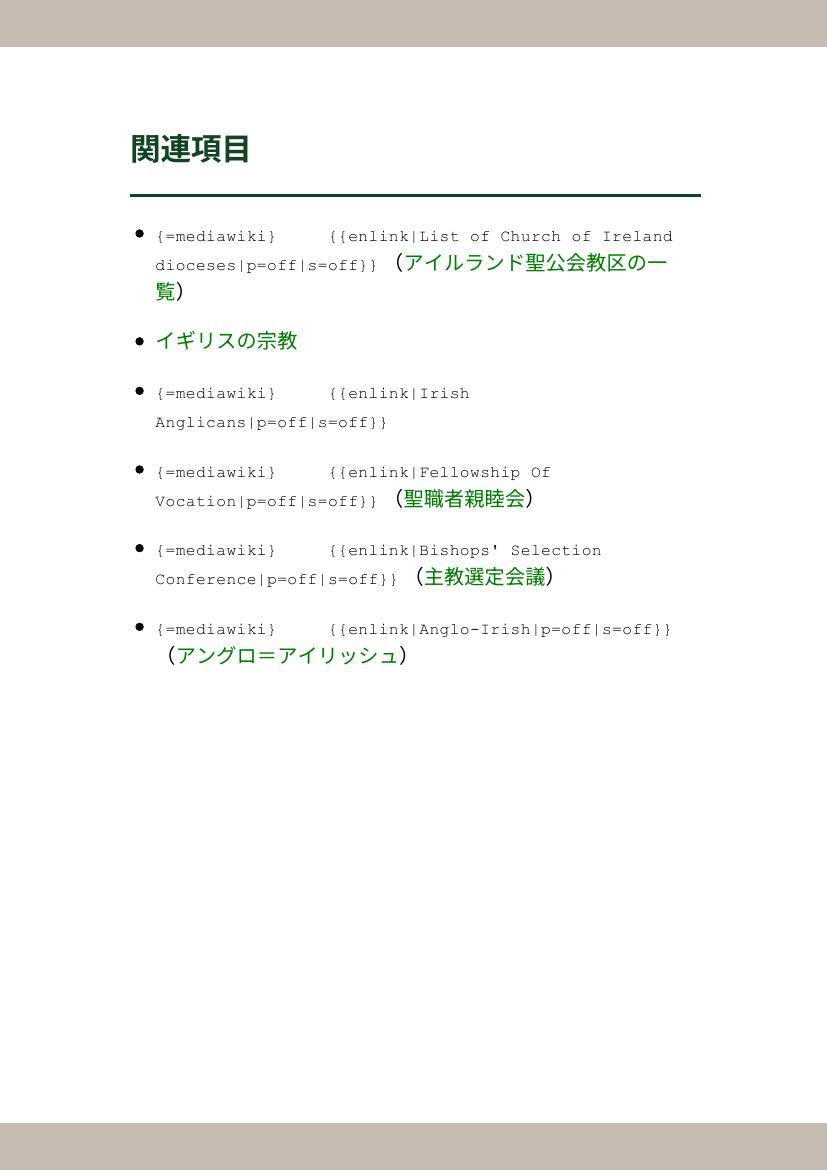 関連項目
{=mediawiki} {{enlink|List of Church of Ireland
dioceses|p=off|s=off}} （アイルランド聖公会教区の一
覧）
イギリスの宗教
{=mediawiki} {{enlink|Irish
Anglicans|p=off|s=off}}
{=mediawiki} {{enlink|Fellowship Of
Vocation|p=off|s=off}} （聖職者親睦会）
{=mediawiki} {{enlink|Bishops' Selection
Conference|p=off|s=off}} （主教選定会議）
{=mediawiki} {{enlink|Anglo-Irish|p=off|s=off}}
（アングロ＝アイリッシュ）